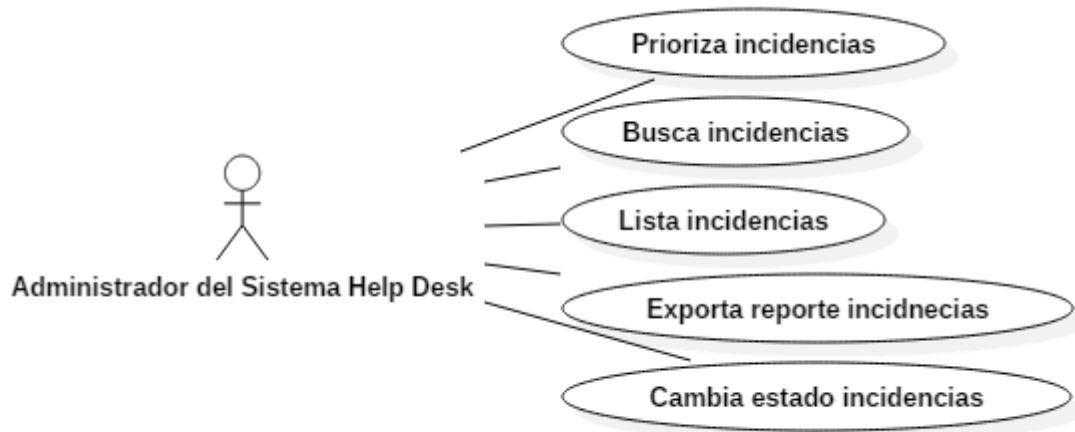 Prioriza incidencias
Busca incidencias
Lista incidencias
Administrador del Sistema Help Desk
Exporta reporte incidnecias
Cambia estado incidencias